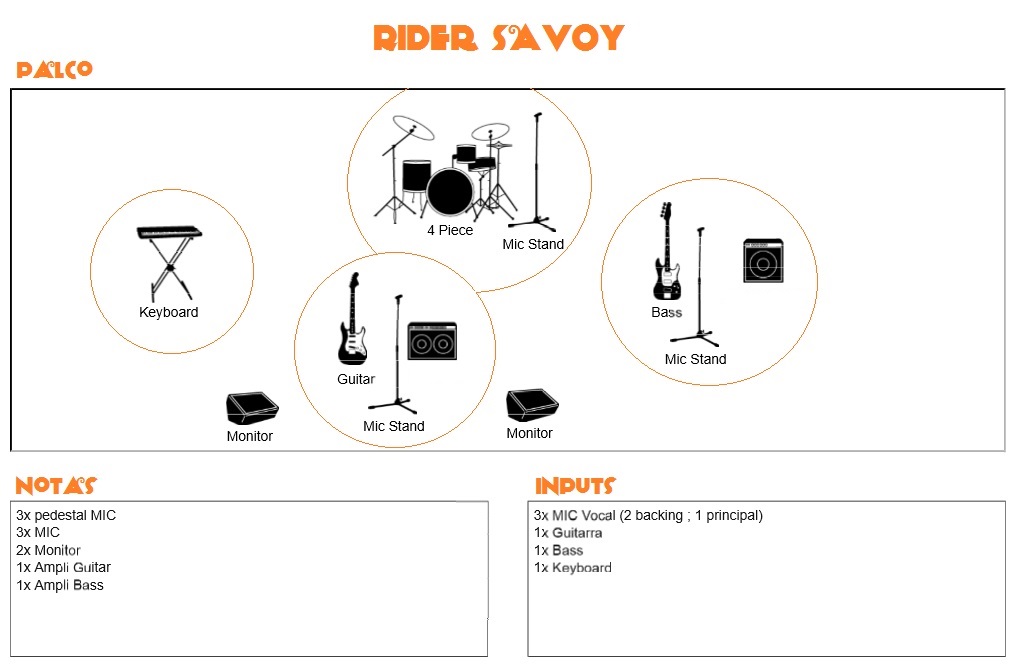 RIDER SAVOY
PALCO
4 Piece
Mic Stand
Keyboard
Bass
Mic Stand
Guitar
Mic Stand
Monitor
Monitor
NOTAS
3x pedestal MIC
3x MIC
2x Monitor
1x Ampli Guitar
1x Ampli Bass
INPUTS
3x MIC Vocal (2 backing ; 1 principal)
1x Guitarra
1x Bass
1x Keyboard